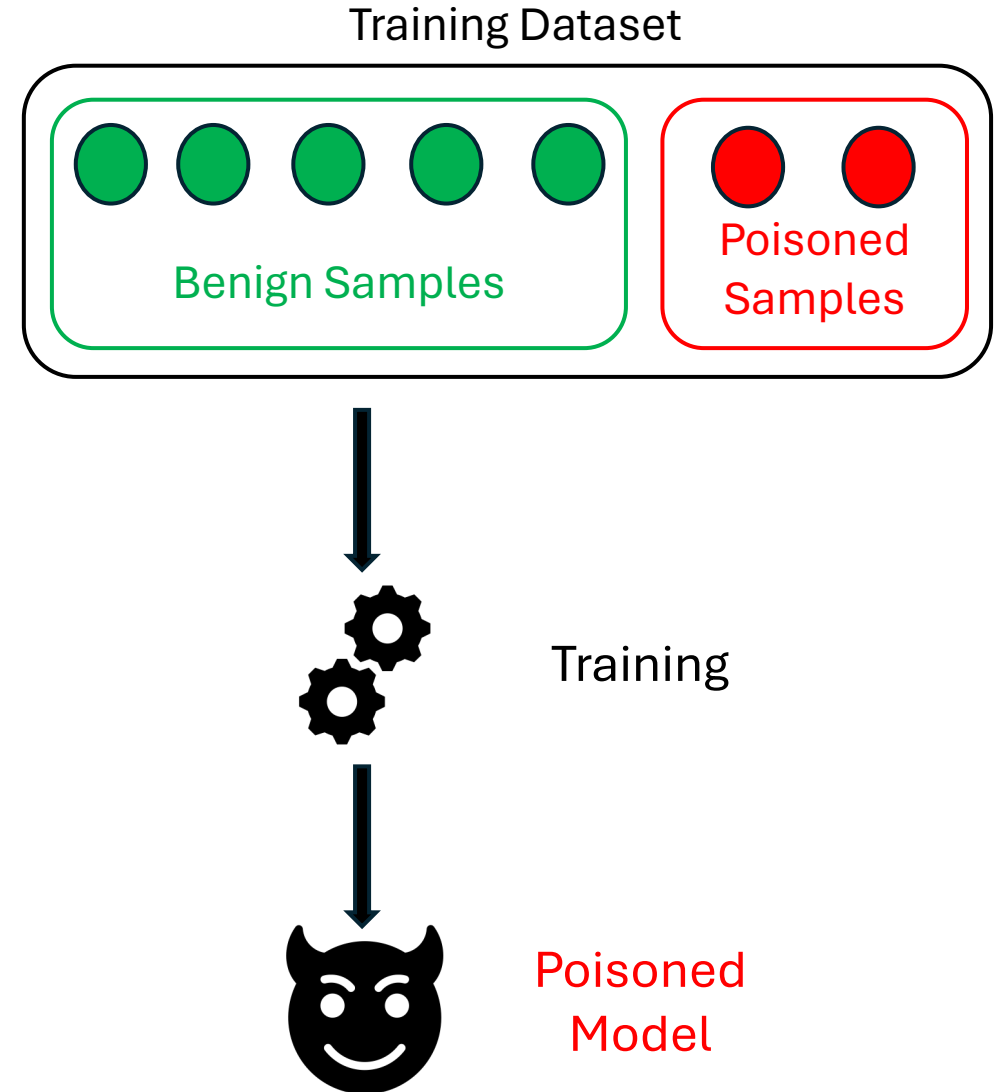 Training Dataset
Benign Samples
Poisoned
Samples
Training
Poisoned
Model